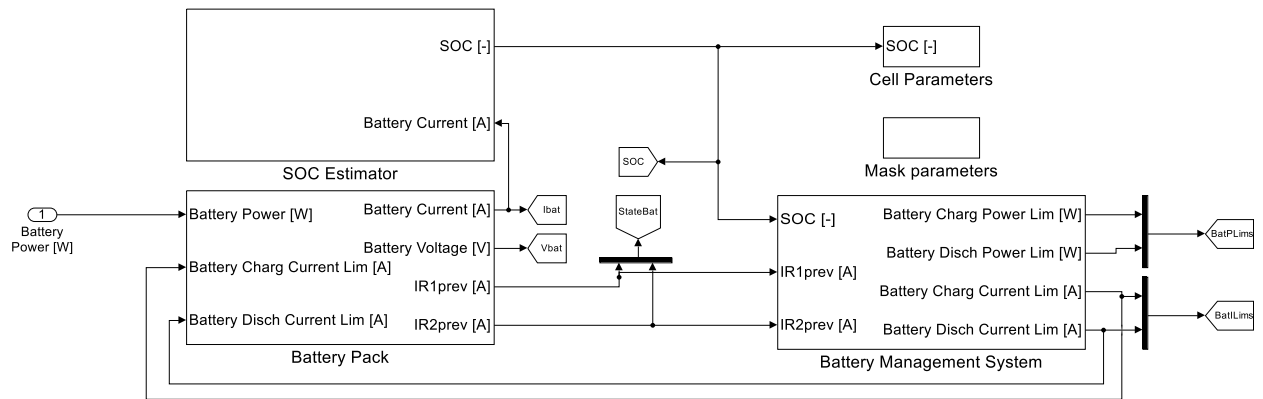 SOC [-]
Battery Current [A]
SOC Estimator
SOC [-]
Cell Parameters
Mask parameters
SOC
1
Battery
Power [W]
Battery Power [W]
Battery Charg Current Lim [A]
Battery Disch Current Lim [A]
Battery Current [A]
Battery Voltage [V]
IR1prev [A]
IR2prev [A]
Battery Pack
Ibat
Vbat
StateBat
SOC [-]
IR1prev [A]
IR2prev [A]
Battery Charg Power Lim [W]
Battery Disch Power Lim [W]
Battery Charg Current Lim [A]
Battery Disch Current Lim [A]
Battery Management System
BatPLims
BatILims